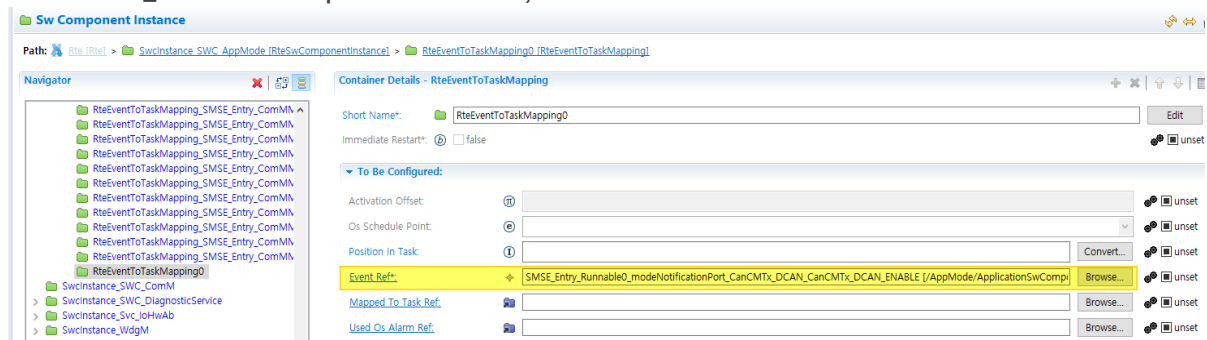 Sw Component Instance
Path: Rte [Rte] > SwcInstance_SWC_AppMode [RteSwComponentInstance] > RteEventToTaskMapping0 [RteEventToTaskMapping]
Navigator
RteEventToTaskMapping_SMSE_Entry_ComMM
RteEventToTaskMapping_SMSE_Entry_ComMM
RteEventToTaskMapping_SMSE_Entry_ComMM
RteEventToTaskMapping_SMSE_Entry_ComMM
RteEventToTaskMapping_SMSE_Entry_ComMM
RteEventToTaskMapping_SMSE_Entry_ComMM
RteEventToTaskMapping_SMSE_Entry_ComMM
RteEventToTaskMapping_SMSE_Entry_ComMM
RteEventToTaskMapping_SMSE_Entry_ComMM
RteEventToTaskMapping_SMSE_Entry_ComMM
RteEventToTaskMapping_SMSE_Entry_ComMM
RteEventToTaskMapping0
SwcInstance_SWC_ComM
SwcInstance_SWC_DiagnosticService
SwcInstance_Svc_IoHwAb
SwcInstance_WdgM
Container Details - RteEventToTaskMapping
Short Name*: RteEventToTaskMapping0 Edit
Immediate Restart*: false unset
To Be Configured:
Activation Offset: unset
Os Schedule Point: unset
Position In Task: Convert... unset
Event Ref*: SMSE_Entry_Runnable0_modeNotificationPort_CanCMTx_DCAN_CanCMTx_DCAN_ENABLE [/AppMode/ApplicationSwComp Browse... unset
Mapped To Task Ref: Browse... unset
Used Os Alarm Ref: Browse... unset